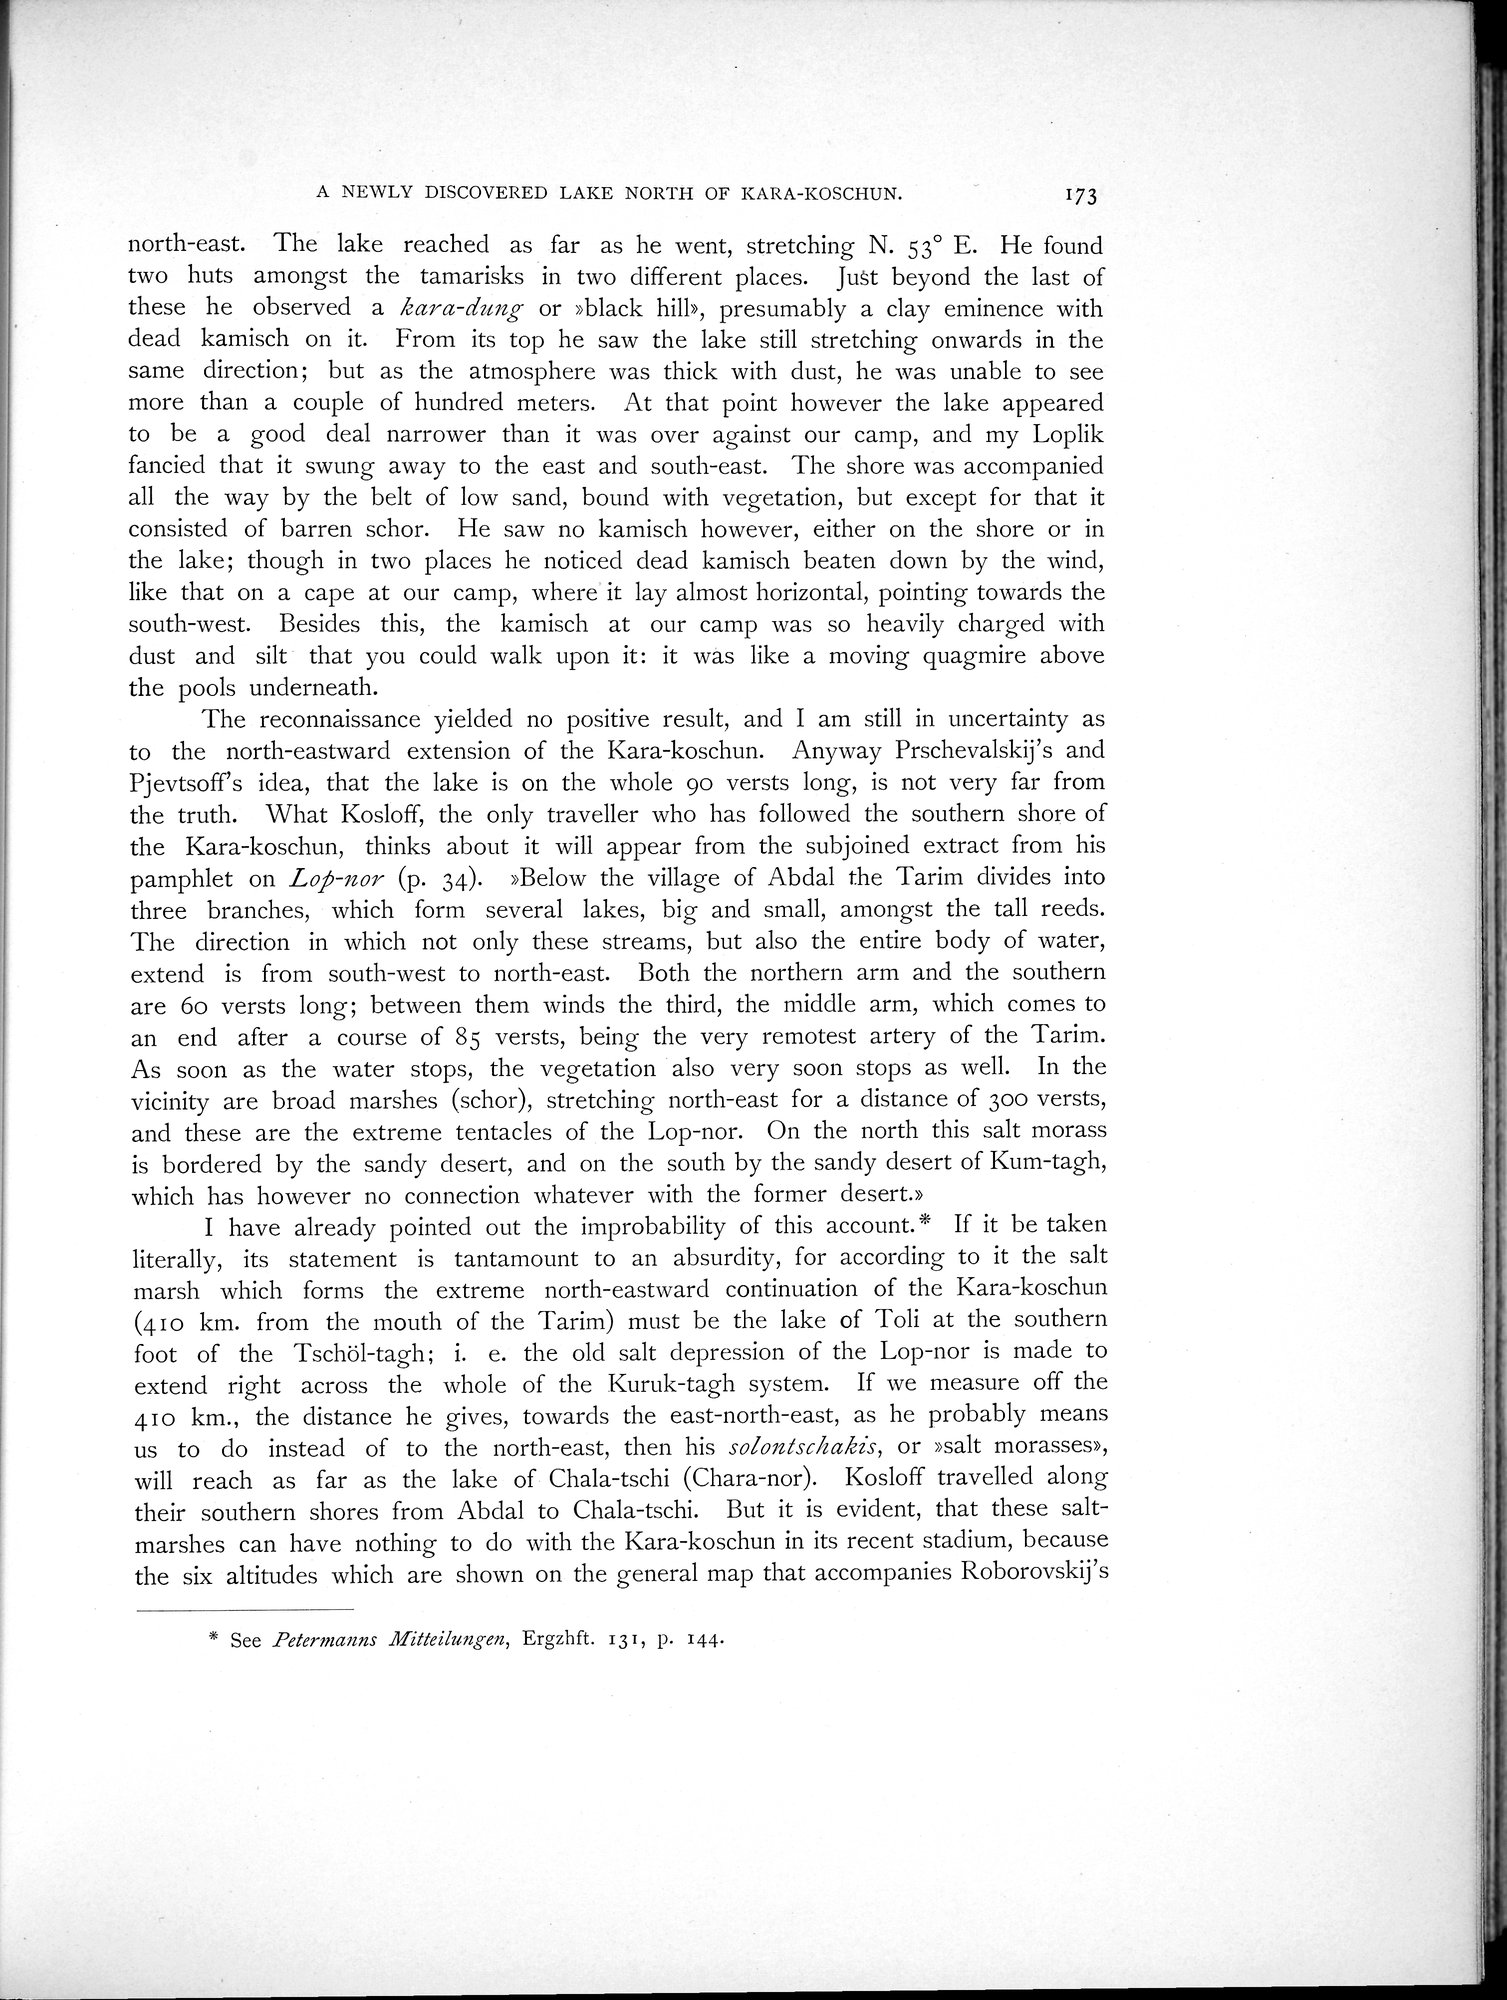 A NEWLY DISCOVERED LAKE NORTH OF KARA-KOSCHUN. 173
north-east. The lake reached as far as he went, stretching N. 53° E. He found
two huts amongst the tamarisks in two different places. Just beyond the last of
these he observed a kara-dung or »black hill», presumably a clay eminence with
dead kamisch on it. From its top he saw the lake still stretching onwards in the
same direction; but as the atmosphere was thick with dust, he was unable to see
more than a couple of hundred meters. At that point however the lake appeared
to be a good deal narrower than it was over against our camp, and my Loplik
fancied that it swung away to the east and south-east. The shore was accompanied
all the way by the belt of low sand, bound with vegetation, but except for that it
consisted of barren schor. He saw no kamisch however, either on the shore or in
the lake; though in two places he noticed dead kamisch beaten down by the wind,
like that on a cape at our camp, where it lay almost horizontal, pointing towards the
south-west. Besides this, the kamisch at our camp was so heavily charged with
dust and silt that you could walk upon it: it was like a moving quagmire above
the pools underneath.
The reconnaissance yielded no positive result, and I am still in uncertainty as
to the north-eastward extension of the Kara-koschun. Anyway Prschevalskij's and
Pjevtsoff's idea, that the lake is on the whole 90 versts long, is not very far from
the truth. What Kosloff, the only traveller who has followed the southern shore of
the Kara-koschun, thinks about it will appear from the subjoined extract from his
pamphlet on Lop-nor (p. 34). »Below the village of Abdal the Tarim divides into
three branches, which form several lakes, big and small, amongst the tall reeds.
The direction in which not only these streams, but also the entire body of water,
extend is from south-west to north-east. Both the northern arm and the southern
are 60 versts long; between them winds the third, the middle arm, which comes to
an end after a course of 85 versts, being the very remotest artery of the Tarim.
As soon as the water stops, the vegetation also very soon stops as well. In the
vicinity are broad marshes (schor), stretching north-east for a distance of 300 versts,
and these are the extreme tentacles of the Lop-nor. On the north this salt morass
is bordered by the sandy desert, and on the south by the sandy desert of Kum-tagh,
which has however no connection whatever with the former desert.»
I have already pointed out the improbability of this account.* If it be taken
literally, its statement is tantamount to an absurdity, for according to it the salt
marsh which forms the extreme north-eastward continuation of the Kara-koschun
(410 km. from the mouth of the Tarim) must be the lake of Toli at the southern
foot of the Tschöl-tagh; i. e. the old salt depression of the Lop-nor is made to
extend right across the whole of the Kuruk-tagh system. If we measure off the
410 km., the distance he gives, towards the east-north-east, as he probably means
us to do instead of to the north-east, then his solontschakis, or »salt morasses»,
will reach as far as the lake of Chala-tschi (Chara-nor). Kosloff travelled along
their southern shores from Abdal to Chala-tschi. But it is evident, that these salt-
marshes can have nothing to do with the Kara-koschun in its recent stadium, because
the six altitudes which are shown on the general map that accompanies Roborovskij's
* See Petermanns Mitteilungen, Ergzhft. 131, p. 144.